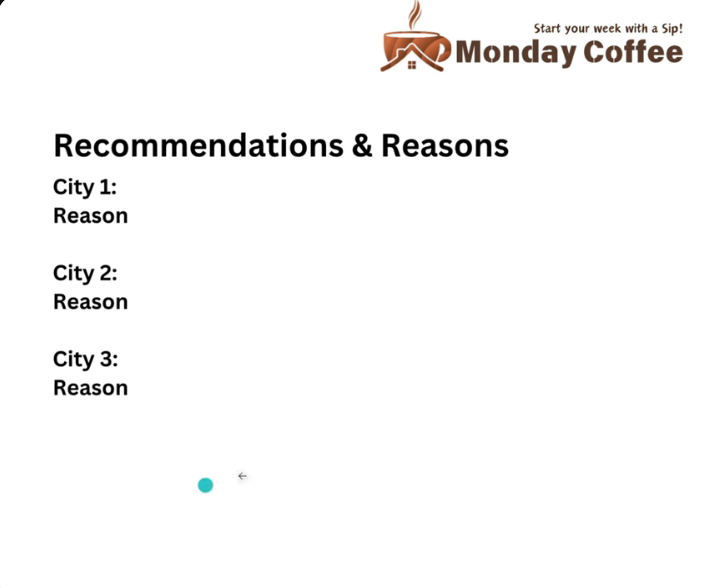 Start your week with a Sip!
Monday Coffee
Recommendations & Reasons
City 1:
Reason
City 2:
Reason
City 3:
Reason